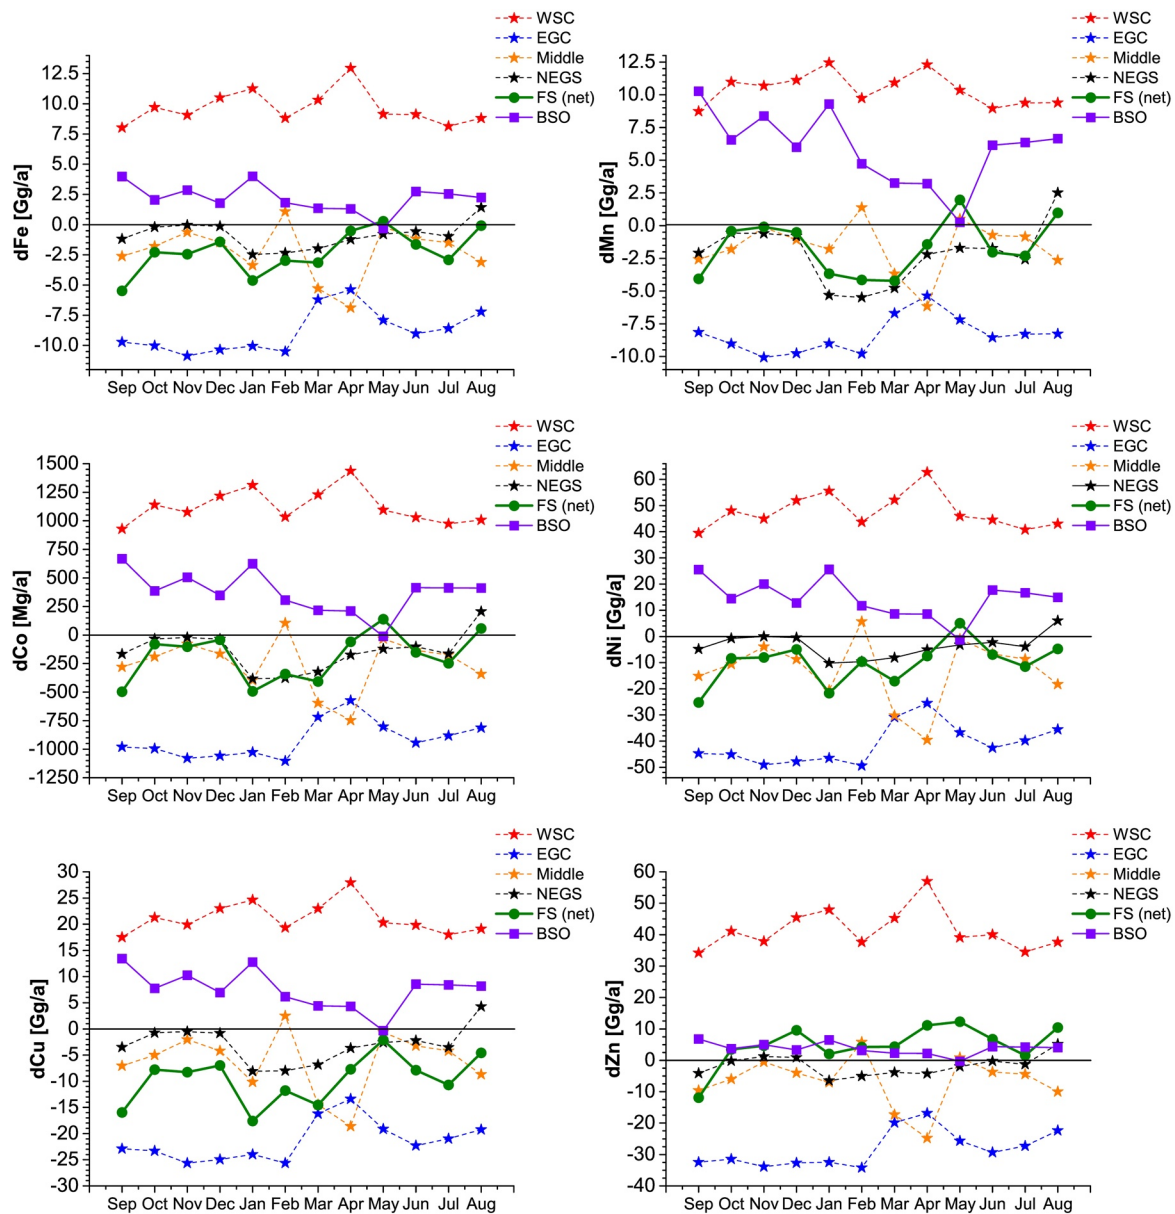 WSC
EGC
Middle
NEGS
FS (net)
BSO
dFe [Gg/a]
12.5
10.0
7.5
5.0
2.5
0.0
-2.5
-5.0
-7.5
-10.0
Sep Oct Nov Dec Jan Feb Mar Apr May Jun Jul Aug
WSC
EGC
Middle
NEGS
FS (net)
BSO
dMn [Gg/a]
12.5
10.0
7.5
5.0
2.5
0.0
-2.5
-5.0
-7.5
-10.0
Sep Oct Nov Dec Jan Feb Mar Apr May Jun Jul Aug
WSC
EGC
Middle
NEGS
FS (net)
BSO
dCo [Mg/a]
1500
1250
1000
750
500
250
0
-250
-500
-750
-1000
-1250
Sep Oct Nov Dec Jan Feb Mar Apr May Jun Jul Aug
WSC
EGC
Middle
NEGS
FS (net)
BSO
dNi [Gg/a]
60
50
40
30
20
10
0
-10
-20
-30
-40
-50
Sep Oct Nov Dec Jan Feb Mar Apr May Jun Jul Aug
WSC
EGC
Middle
NEGS
FS (net)
BSO
dCu [Gg/a]
30
25
20
15
10
5
0
-5
-10
-15
-20
-25
-30
Sep Oct Nov Dec Jan Feb Mar Apr May Jun Jul Aug
WSC
EGC
Middle
NEGS
FS (net)
BSO
dZn [Gg/a]
60
50
40
30
20
10
0
-10
-20
-30
-40
Sep Oct Nov Dec Jan Feb Mar Apr May Jun Jul Aug